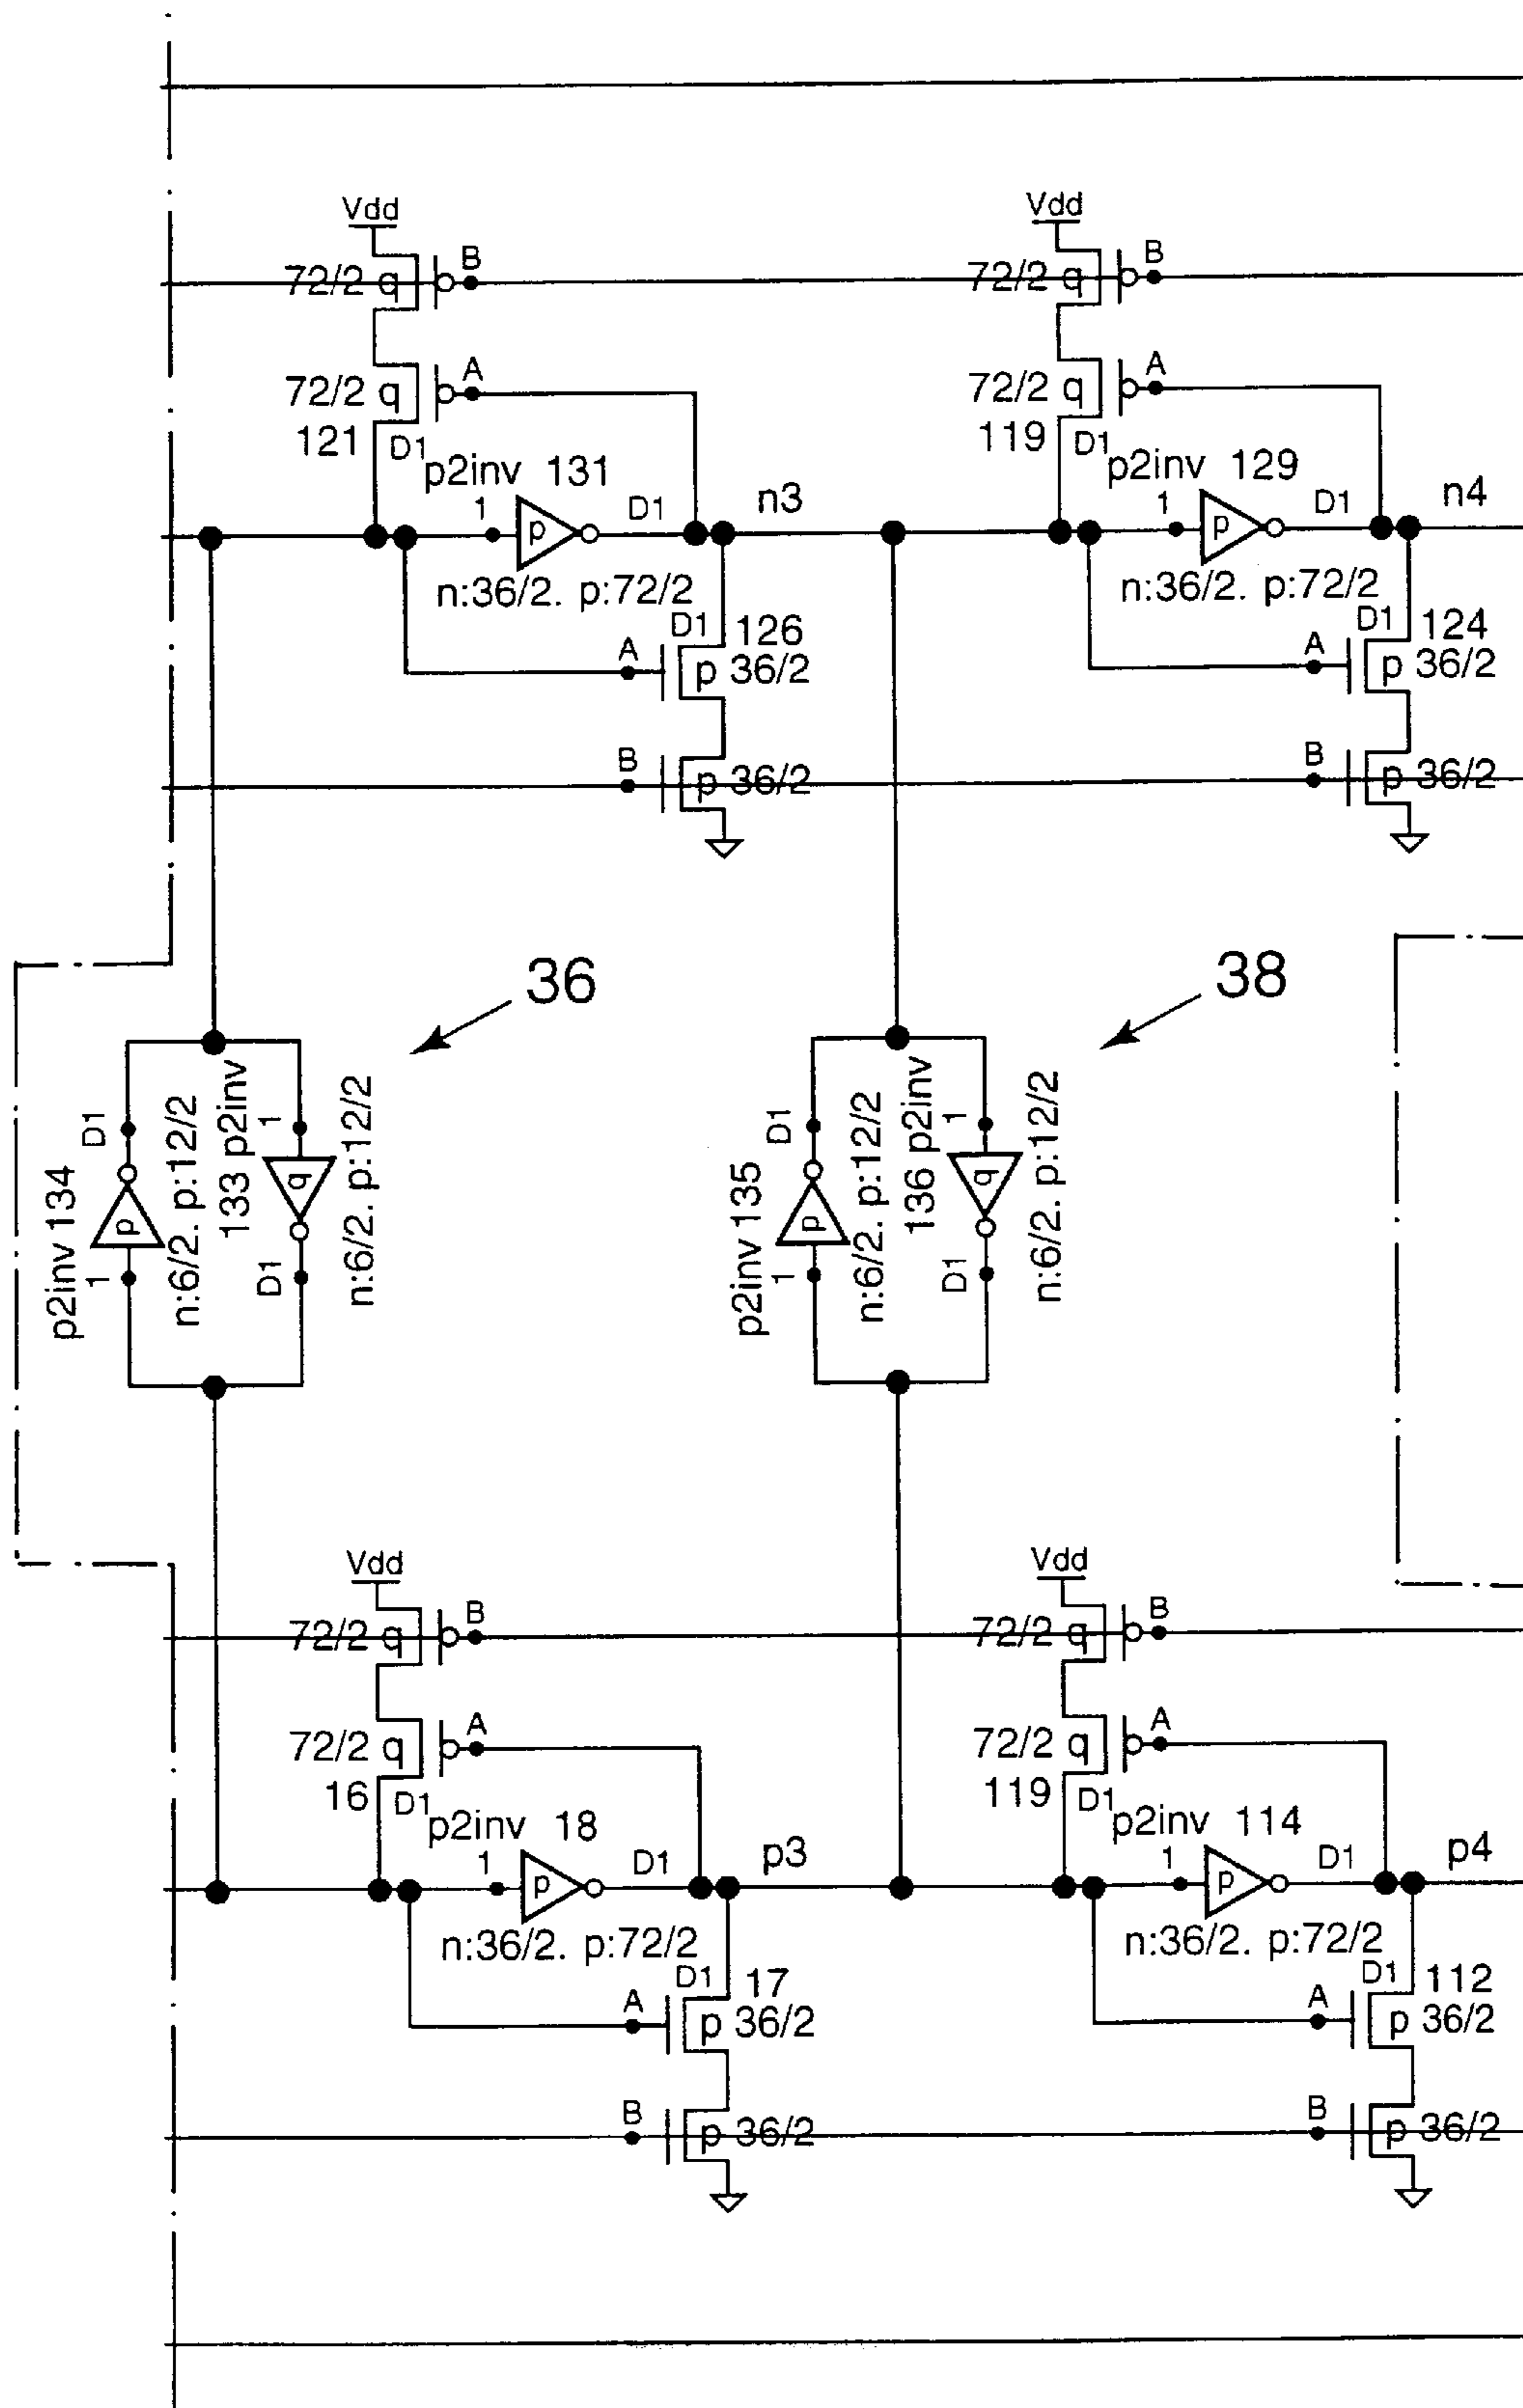 Vdd
Vdd
B
B
72/2 q
72/2 q
A
A
72/2 q
72/2 q
121
D1
119
D1
p2inv 131
p2inv 129
1
p
D1
n3
1
p
D1
n4
n:36/2. p:72/2
n:36/2. p:72/2
D1
126
D1
124
A
p 36/2
A
p 36/2
B
p 36/2
B
p 36/2
36
38
p2inv 134
1
p
D1
n:6/2. p:12/2
133 p2inv
1
q
D1
n:6/2. p:12/2
p2inv 135
1
p
D1
n:6/2. p:12/2
136 p2inv
1
q
D1
n:6/2. p:12/2
Vdd
Vdd
B
B
72/2 q
72/2 q
A
A
72/2 q
72/2 q
16
D1
119
D1
p2inv 18
p2inv 114
1
p
D1
p3
1
p
D1
p4
n:36/2. p:72/2
n:36/2. p:72/2
D1
17
D1
112
A
p 36/2
A
p 36/2
B
p 36/2
B
p 36/2